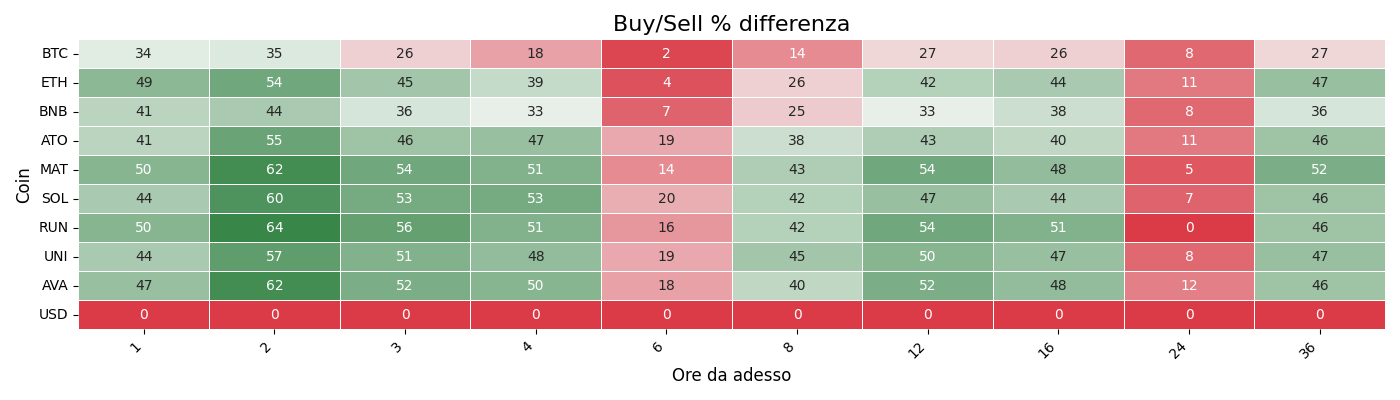 Buy/Sell % differenza
BTC 34 35 26 18 2 14 27 26 8 27
ETH 49 54 45 39 4 26 42 44 11 47
BNB 41 44 36 33 7 25 33 38 8 36
ATO 41 55 46 47 19 38 43 40 11 46
MAT 50 62 54 51 14 43 54 48 5 52
SOL 44 60 53 53 20 42 47 44 7 46
RUN 50 64 56 51 16 42 54 51 0 46
UNI 44 57 51 48 19 45 50 47 8 47
AVA 47 62 52 50 18 40 52 48 12 46
USD 0 0 0 0 0 0 0 0 0 0
Coin
1 2 3 4 6 8 12 16 24 36
Ore da adesso